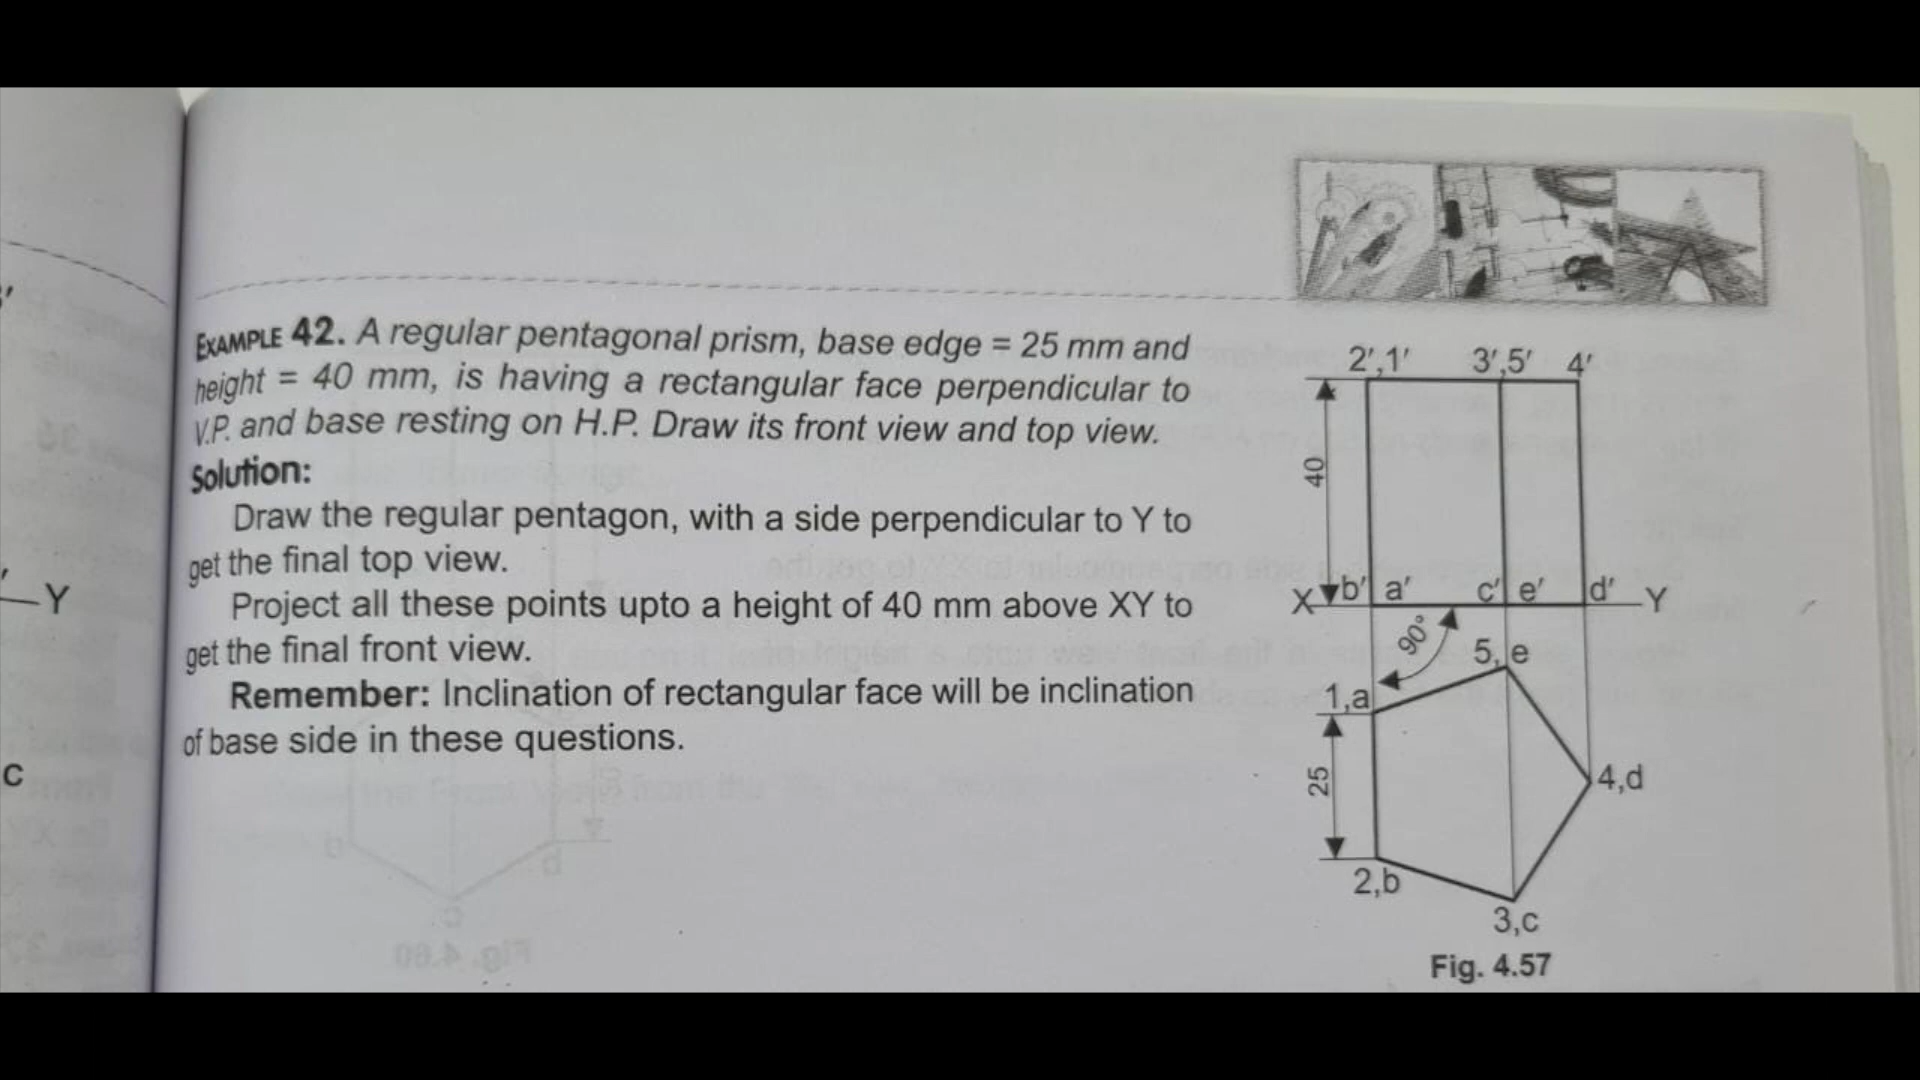 EXAMPLE 42. A regular pentagonal prism, base edge = 25 mm and
height = 40 mm, is having a rectangular face perpendicular to
V.P. and base resting on H.P. Draw its front view and top view.
Solution:
Draw the regular pentagon, with a side perpendicular to Y to
get the final top view.
Project all these points upto a height of 40 mm above XY to
get the final front view.
Remember: Inclination of rectangular face will be inclination
of base side in these questions.
2',1' 3',5' 4'
40
X b' a' c' e' d' Y
90°
5, e
1,a
25
4,d
2,b
3,c
Fig. 4.57
Y
c